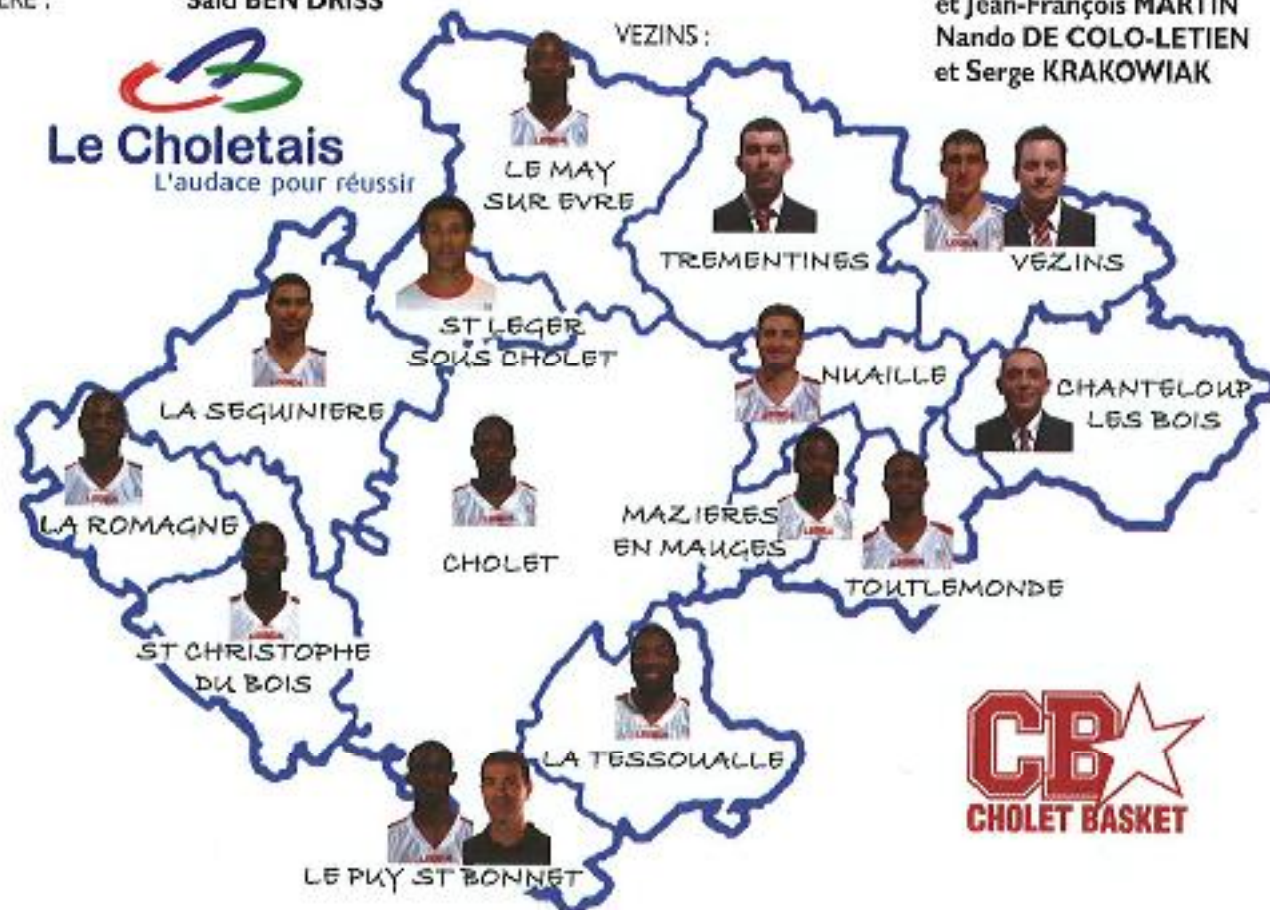 Saïd BEN DRISS
et Jean-François MARTIN
VEZINS :
Nando DE COLO-LETIEN
et Serge KRAKOWIAK
Le Choletais
L'audace pour réussir
LE MAY
SUR EVRE
TREMENTINES
VEZINS
ST LEGER
SOUS CHOLET
NUAILLE
CHANTELOUP
LES BOIS
LA SEGUINIERE
LA ROMAGNE
CHOLET
MAZIERES
EN MAUGES
TOUTLEMONDE
ST CHRISTOPHE
DU BOIS
LA TESSOUALLE
LE PUY ST BONNET
CB
CHOLET BASKET